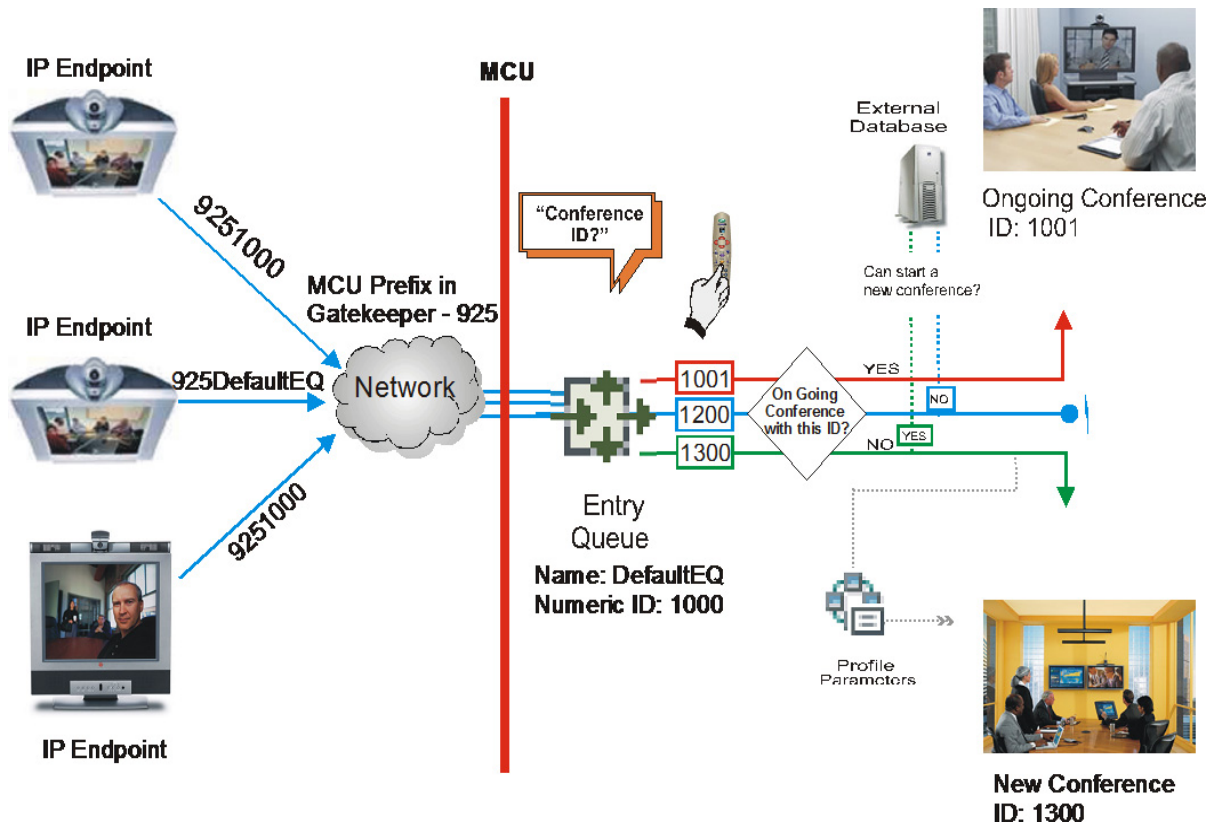 IP Endpoint
9251000
IP Endpoint
925DefaultEQ
9251000
IP Endpoint
MCU Prefix in
Gatekeeper - 925
Network
MCU
“Conference
ID?”
Entry
Queue
Name: DefaultEQ
Numeric ID: 1000
1001
1200
1300
On Going
Conference
with this ID?
YES
NO
External
Database
Can start a
new conference?
NO
YES
Profile
Parameters
Ongoing Conference
ID: 1001
New Conference
ID: 1300